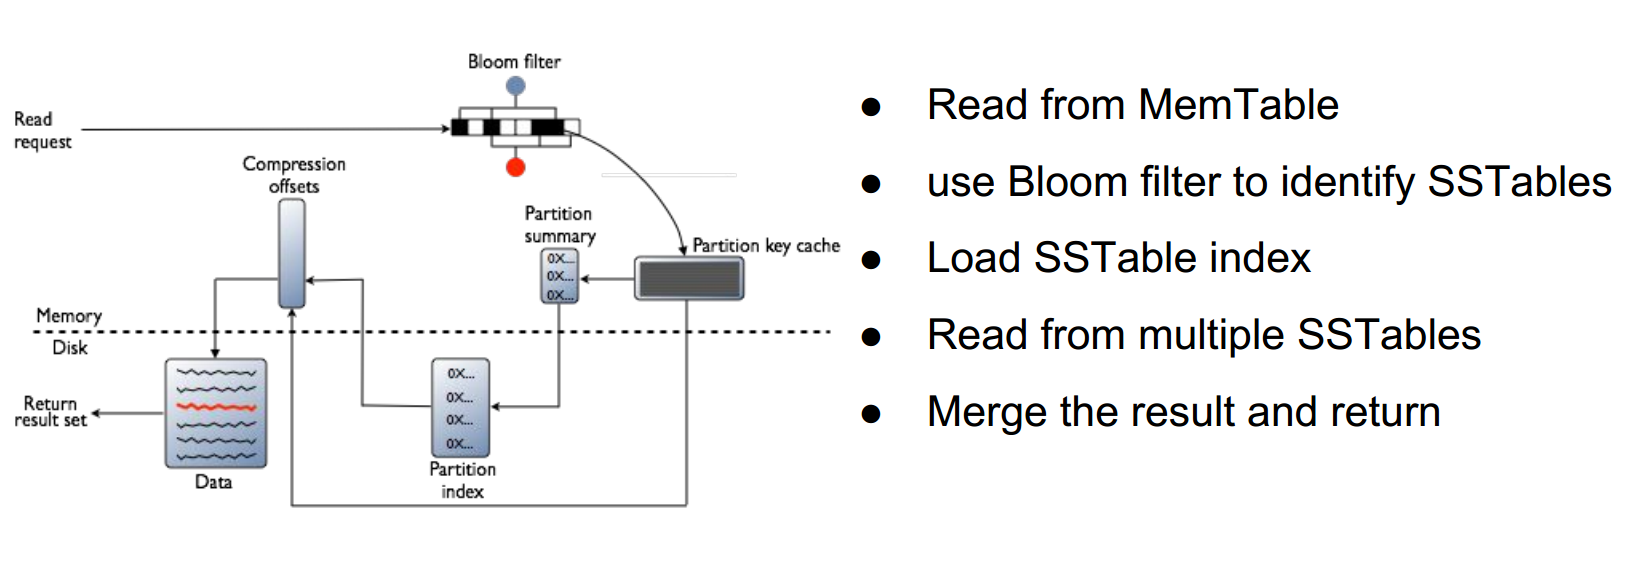 Bloom filter
Read
request
Compression
offsets
Partition
summary
0X...
0X...
0X...
Partition key cache
Memory
Disk
0X...
0X...
0X...
0X...
Return
result set
Data
Partition
index
● Read from MemTable
● use Bloom filter to identify SSTables
● Load SSTable index
● Read from multiple SSTables
● Merge the result and return